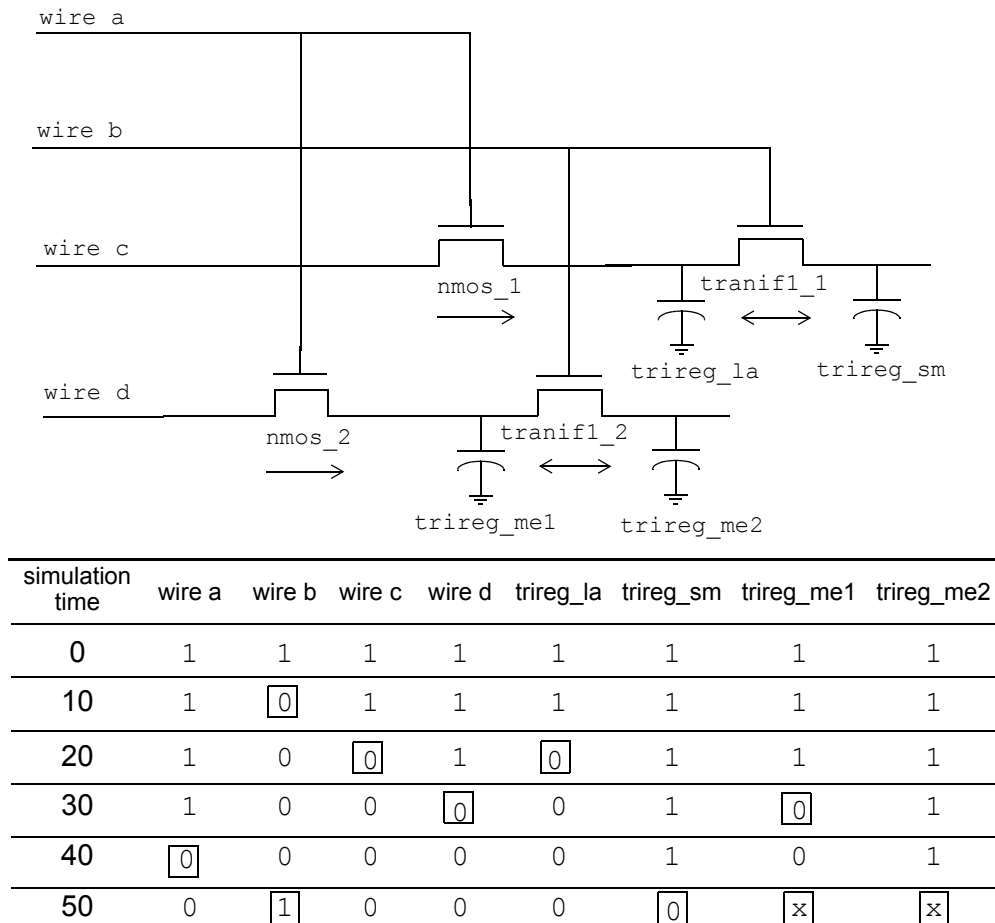 wire a
wire b
wire c
nmos_1
tranif1_1
trireg_la
trireg_sm
wire d
nmos_2
tranif1_2
trireg_me1
trireg_me2
simulation
time wire a wire b wire c wire d trireg_la trireg_sm trireg_me1 trireg_me2
0 1 1 1 1 1 1 1 1
10 1 0 1 1 1 1 1 1
20 1 0 0 1 0 1 1 1
30 1 0 0 0 0 1 0 1
40 0 0 0 0 0 1 0 1
50 0 1 0 0 0 0 x x